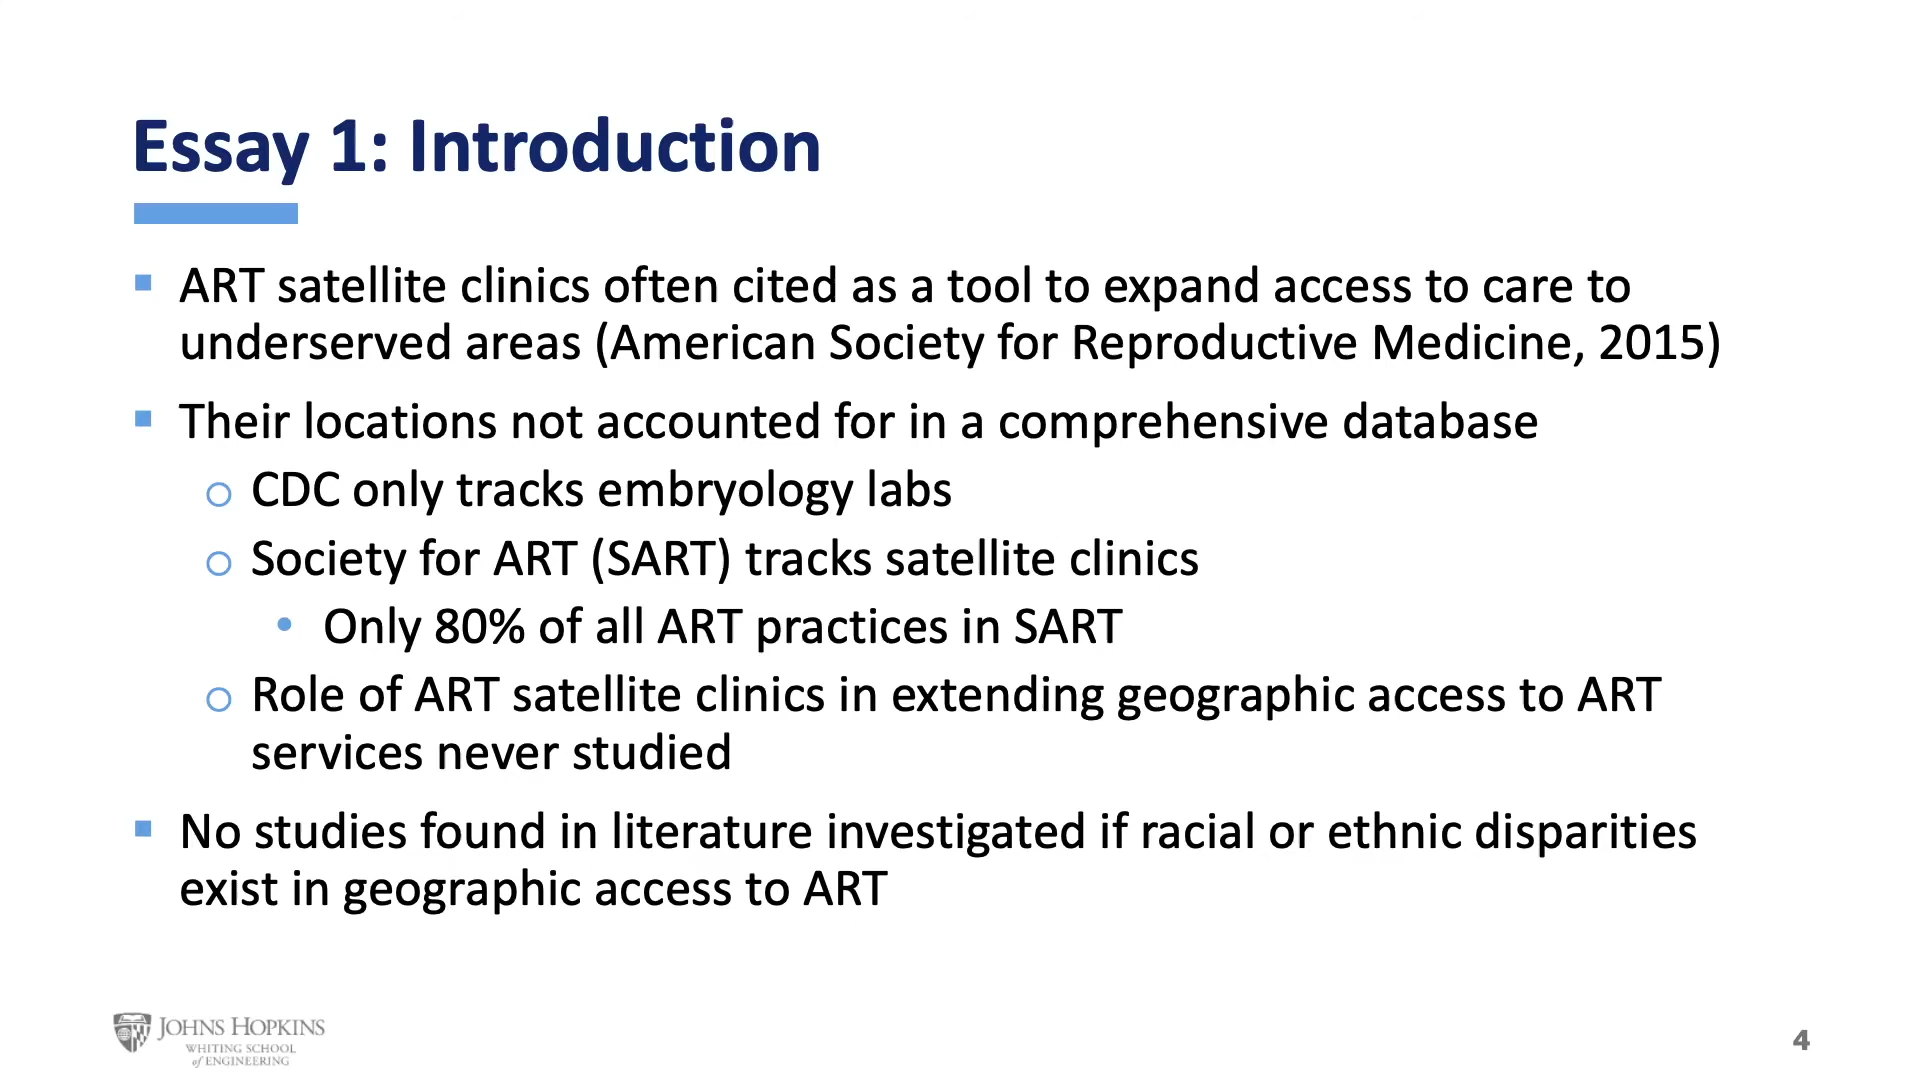 Essay 1: Introduction
ART satellite clinics often cited as a tool to expand access to care to
underserved areas (American Society for Reproductive Medicine, 2015)
Their locations not accounted for in a comprehensive database
CDC only tracks embryology labs
Society for ART (SART) tracks satellite clinics
Only 80% of all ART practices in SART
Role of ART satellite clinics in extending geographic access to ART
services never studied
No studies found in literature investigated if racial or ethnic disparities
exist in geographic access to ART
JOHNS HOPKINS
WHITING SCHOOL
of ENGINEERING
4